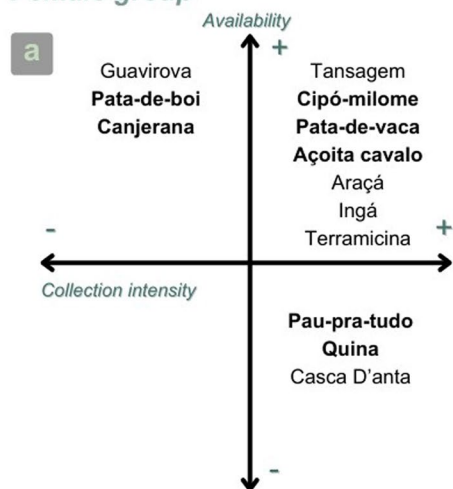 Availability
a
+
Guavirova
Pata-de-boi
Canjerana
Tansagem
Cipó-milome
Pata-de-vaca
Açoita cavalo
Araçá
Ingá
Terramicina
-
+
Collection intensity
Pau-pra-tudo
Quina
Casca D'anta
-